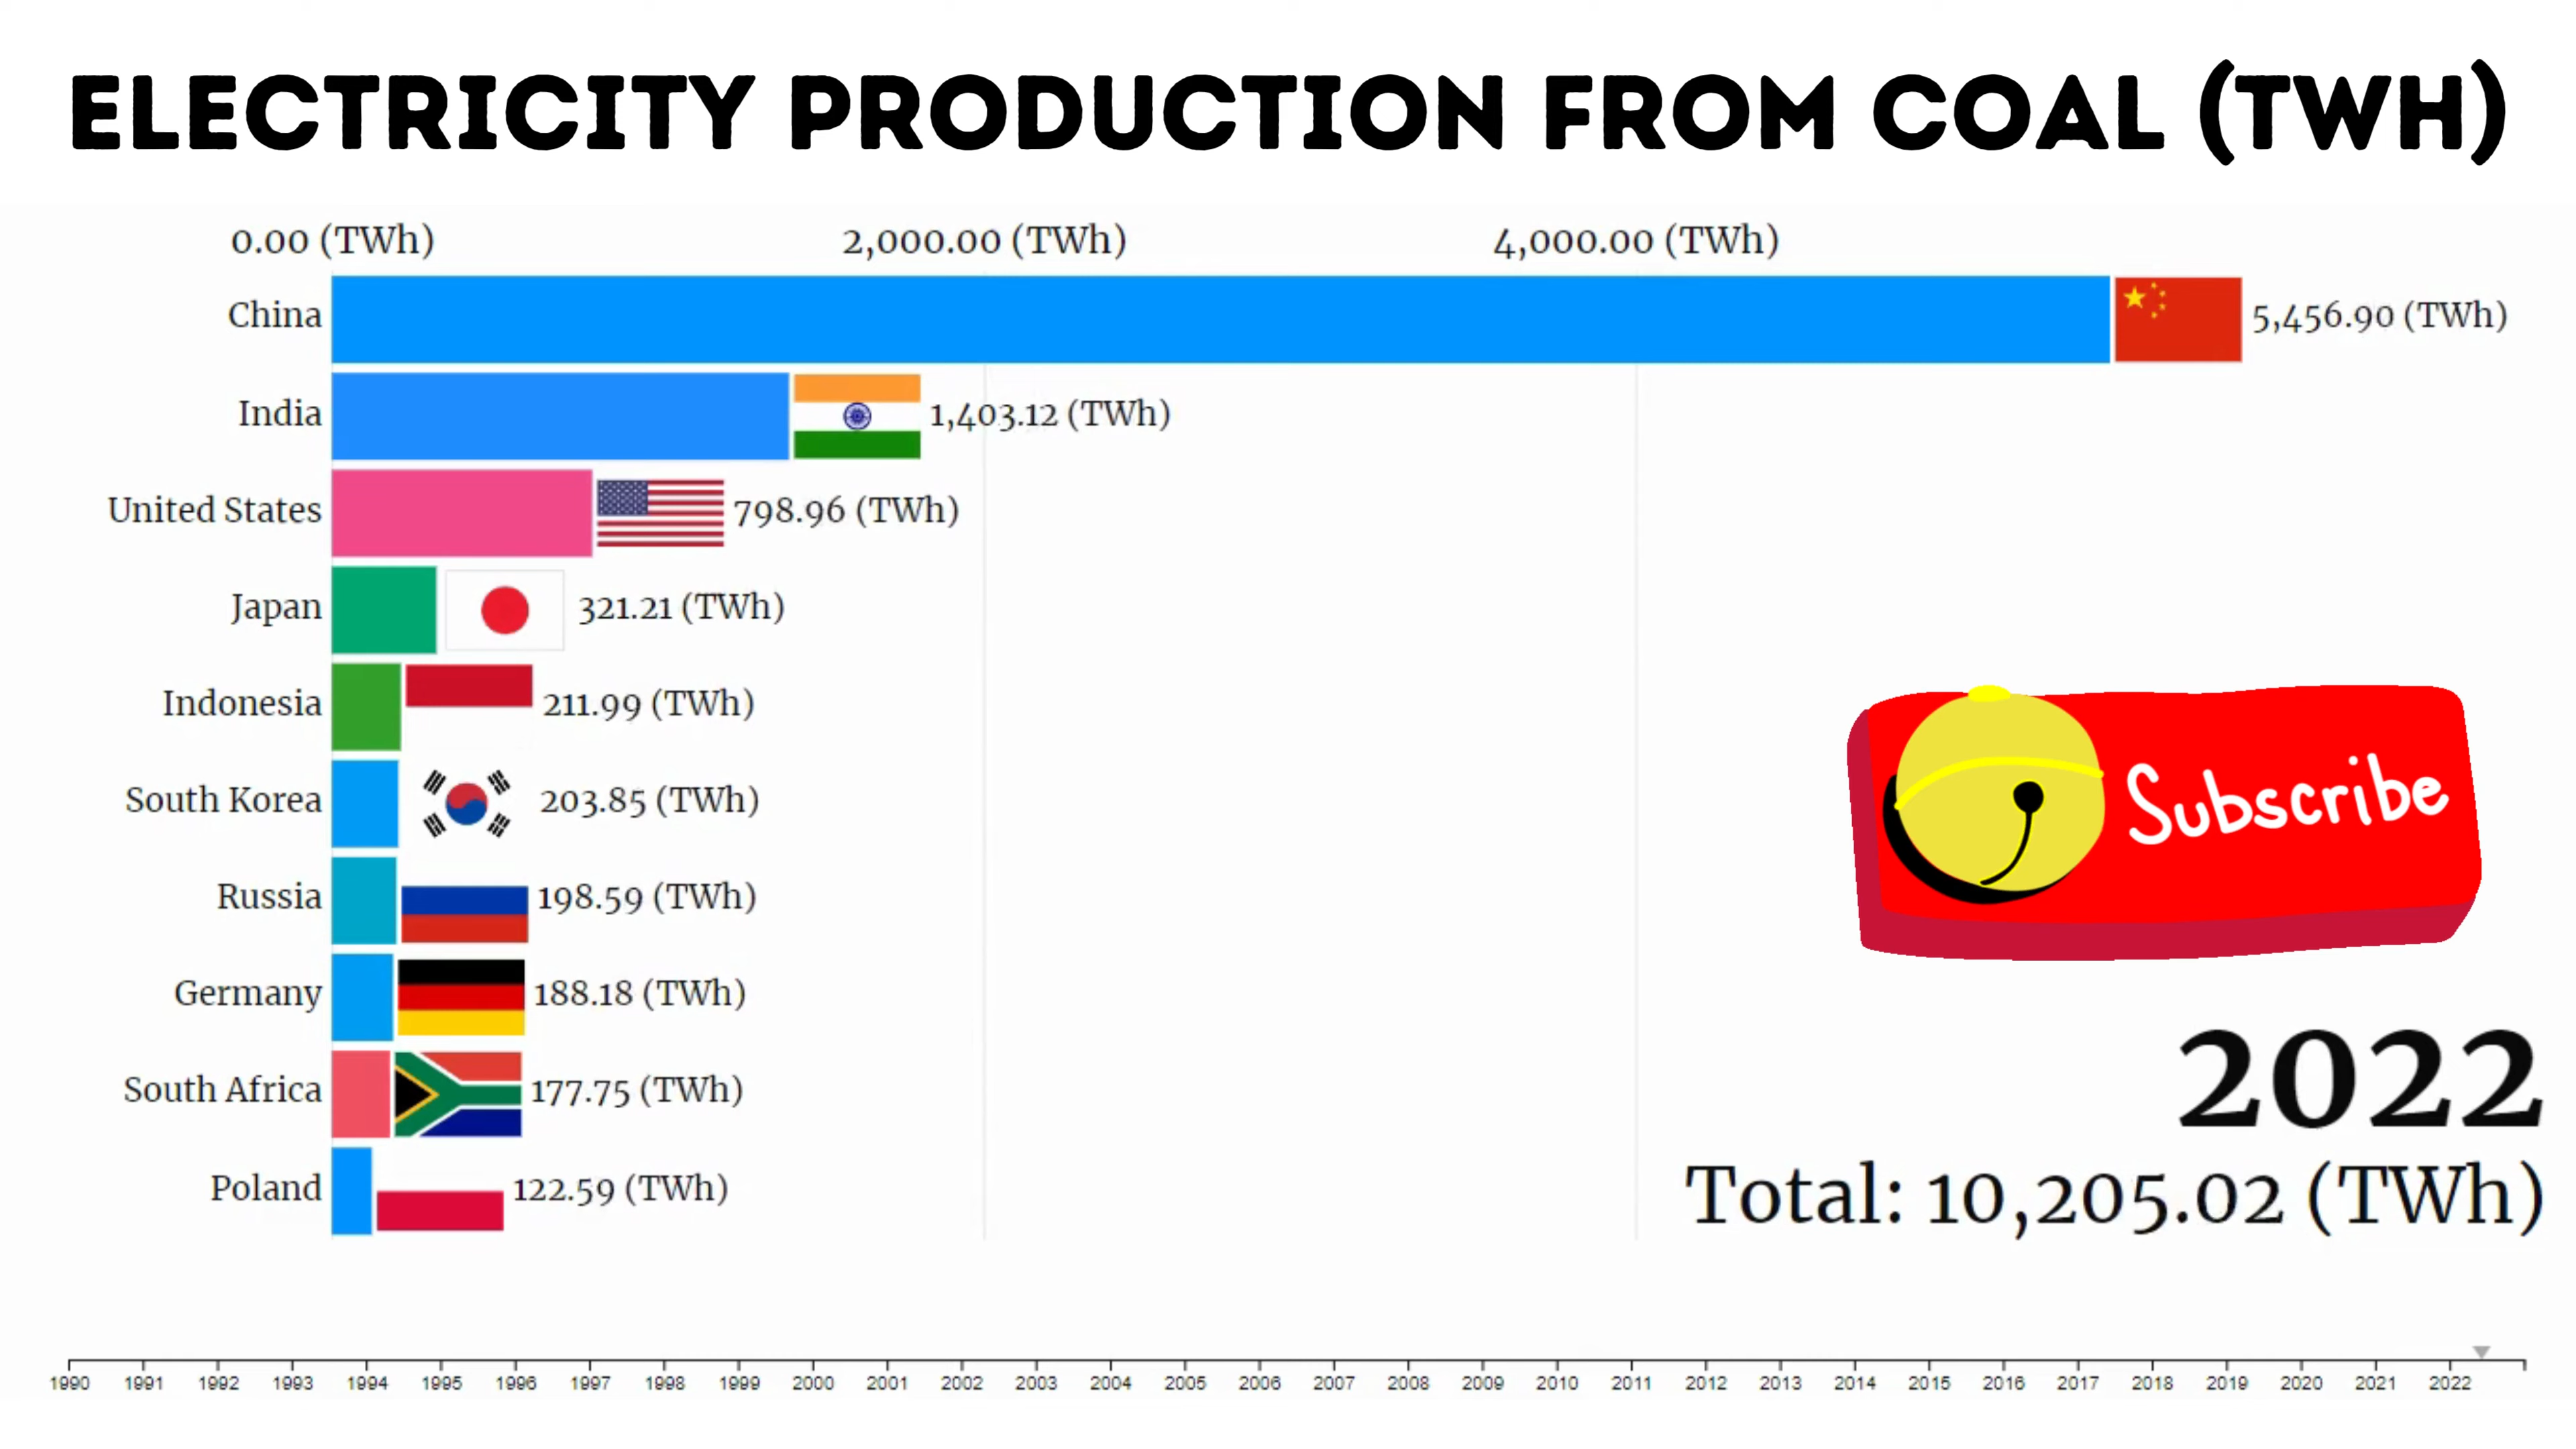 ELECTRICITY PRODUCTION FROM COAL (TWH)
0.00 (TWh) 2,000.00 (TWh) 4,000.00 (TWh)
China 5,456.90 (TWh)
India 1,403.12 (TWh)
United States 798.96 (TWh)
Japan 321.21 (TWh)
Indonesia 211.99 (TWh)
South Korea 203.85 (TWh)
Subscribe
Russia 198.59 (TWh)
Germany 188.18 (TWh)
South Africa 177.75 (TWh)
2022
Poland 122.59 (TWh)
Total: 10,205.02 (TWh)
1990 1991 1992 1993 1994 1995 1996 1997 1998 1999 2000 2001 2002 2003 2004 2005 2006 2007 2008 2009 2010 2011 2012 2013 2014 2015 2016 2017 2018 2019 2020 2021 2022